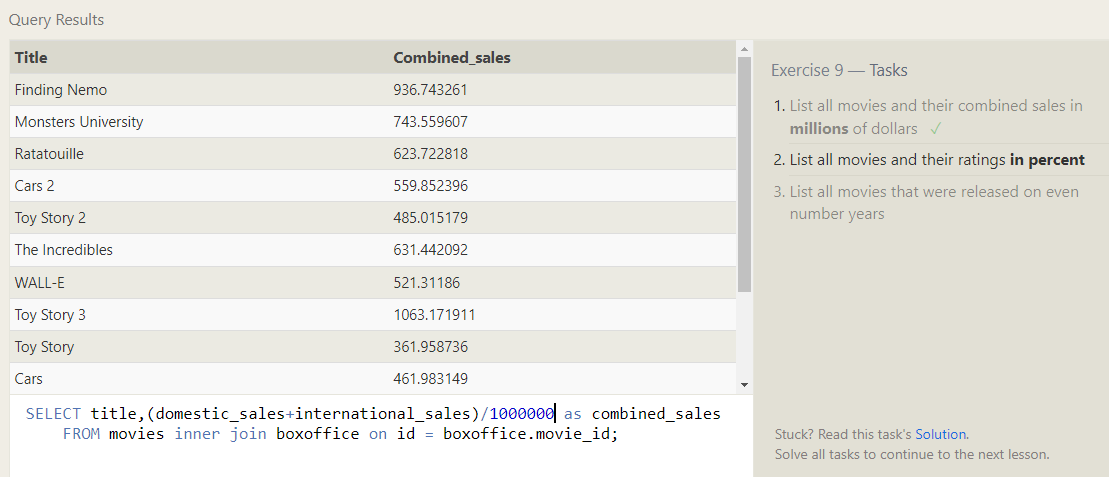 Query Results
Title Combined_sales
Finding Nemo 936.743261
Monsters University 743.559607
Ratatouille 623.722818
Cars 2 559.852396
Toy Story 2 485.015179
The Incredibles 631.442092
WALL-E 521.31186
Toy Story 3 1063.171911
Toy Story 361.958736
Cars 461.983149
SELECT title,(domestic_sales+international_sales)/1000000 as combined_sales
FROM movies inner join boxoffice on id = boxoffice.movie_id;
Exercise 9 — Tasks
1. List all movies and their combined sales in
millions of dollars ✓
2. List all movies and their ratings in percent
3. List all movies that were released on even
number years
Stuck? Read this task's Solution.
Solve all tasks to continue to the next lesson.